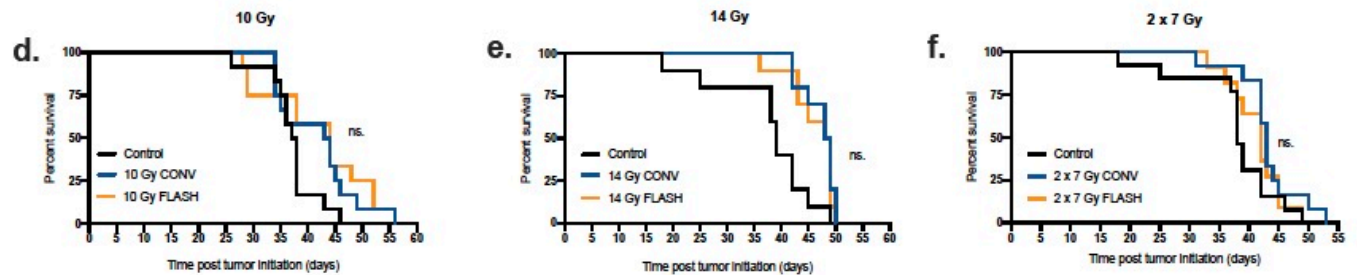 10 Gy
d.
Percent survival
100
75
50
25
0
ns.
Control
10 Gy CONV
10 Gy FLASH
0 5 10 15 20 25 30 35 40 45 50 55 60
Time post tumor initiation (days)
14 Gy
e.
Percent survival
100
75
50
25
0
ns.
Control
14 Gy CONV
14 Gy FLASH
0 5 10 15 20 25 30 35 40 45 50 55 60
Time post tumor initiation (days)
2 x 7 Gy
f.
Percent survival
100
75
50
25
0
ns.
Control
2 x 7 Gy CONV
2 x 7 Gy FLASH
0 5 10 15 20 25 30 35 40 45 50 55
Time post tumor initiation (days)